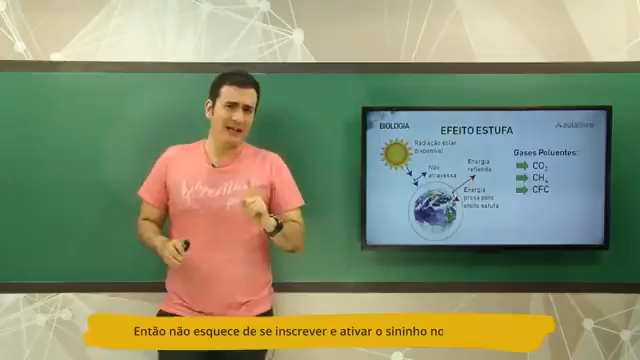 BIOLOGIA
EFEITO ESTUFA
Aulalivre
Radiação solar
disponível
Não
atravessa
Energia
refletida
Energia
presa pelo
efeito estufa
Gases Poluentes:
CO₂
CH₄
CFC
Então não esquece de se inscrever e ativar o sininho no